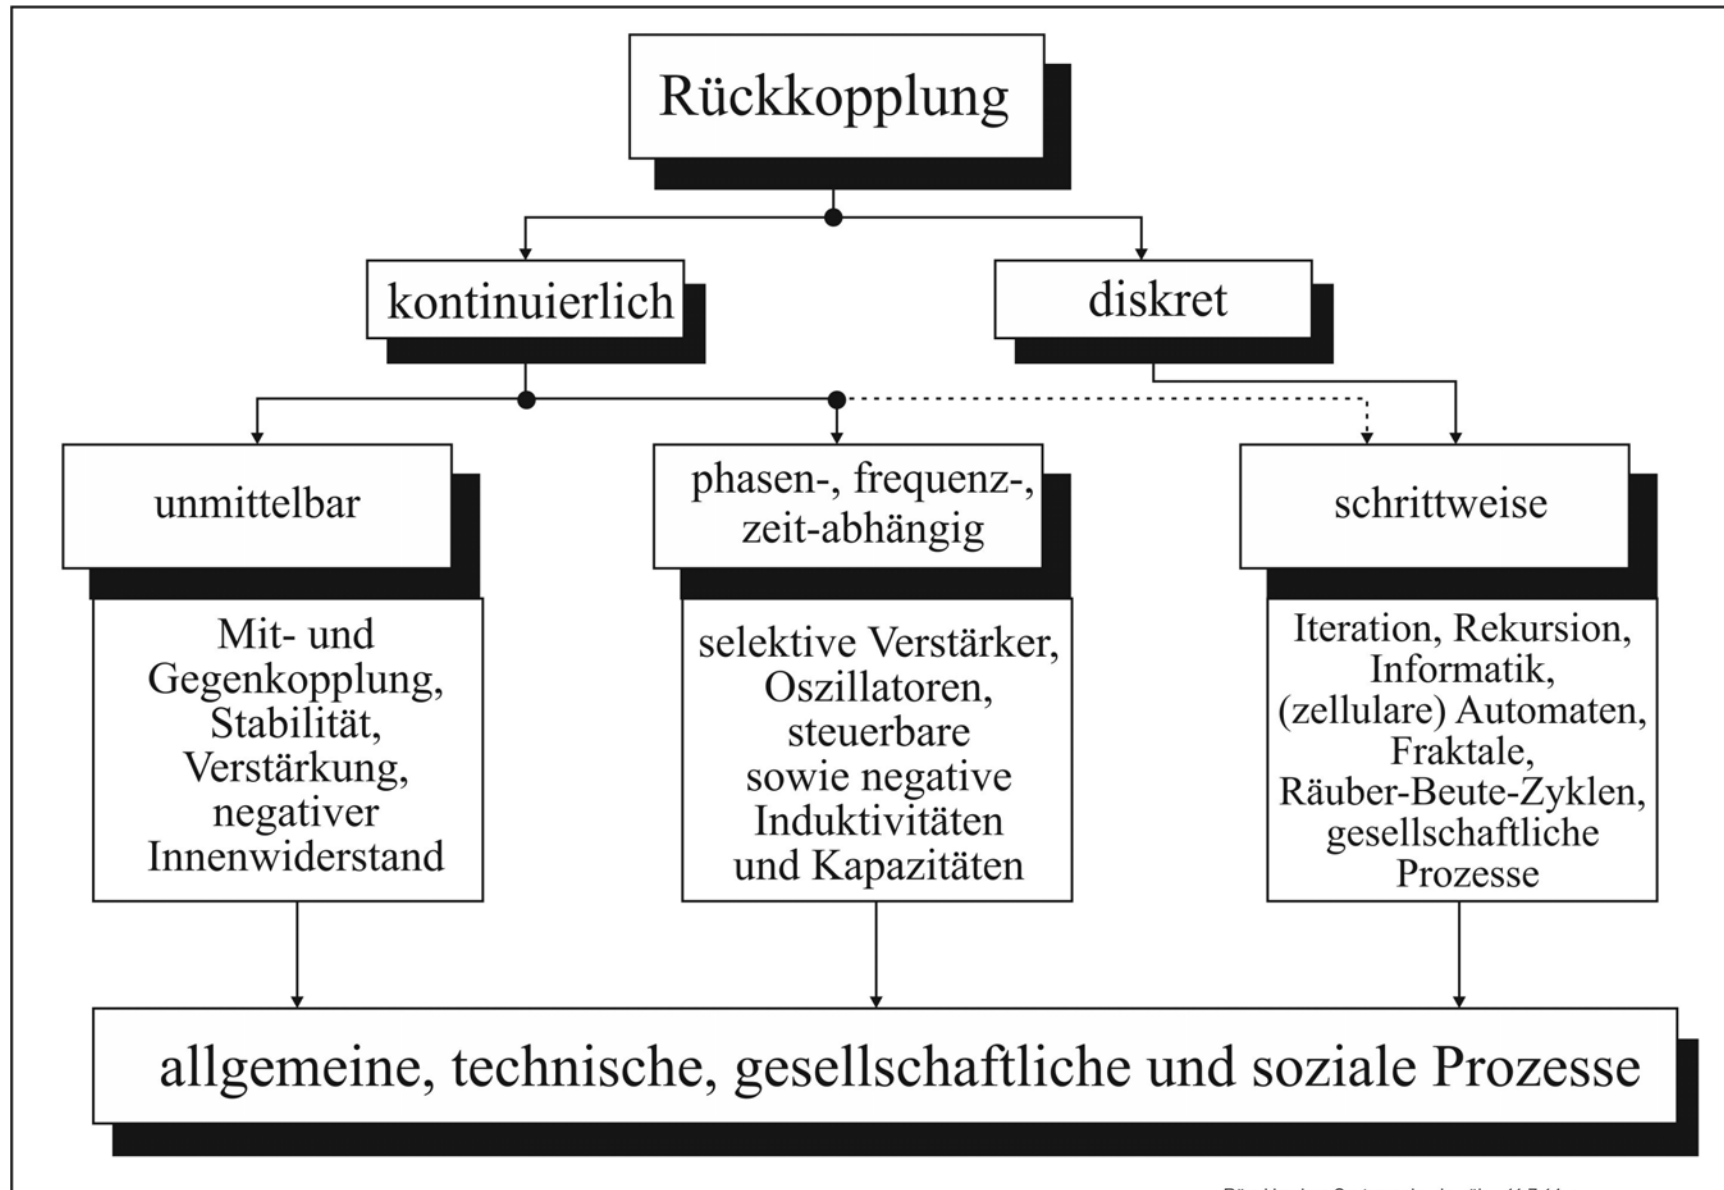 Rückkopplung
kontinuierlich
diskret
unmittelbar
phasen-, frequenz-,
zeit-abhängig
schrittweise
Mit- und
Gegenkopplung,
Stabilität,
Verstärkung,
negativer
Innenwiderstand
selektive Verstärker,
Oszillatoren,
steuerbare
sowie negative
Induktivitäten
und Kapazitäten
Iteration, Rekursion,
Informatik,
(zellulare) Automaten,
Fraktale,
Räuber-Beute-Zyklen,
gesellschaftliche
Prozesse
allgemeine, technische, gesellschaftliche und soziale Prozesse